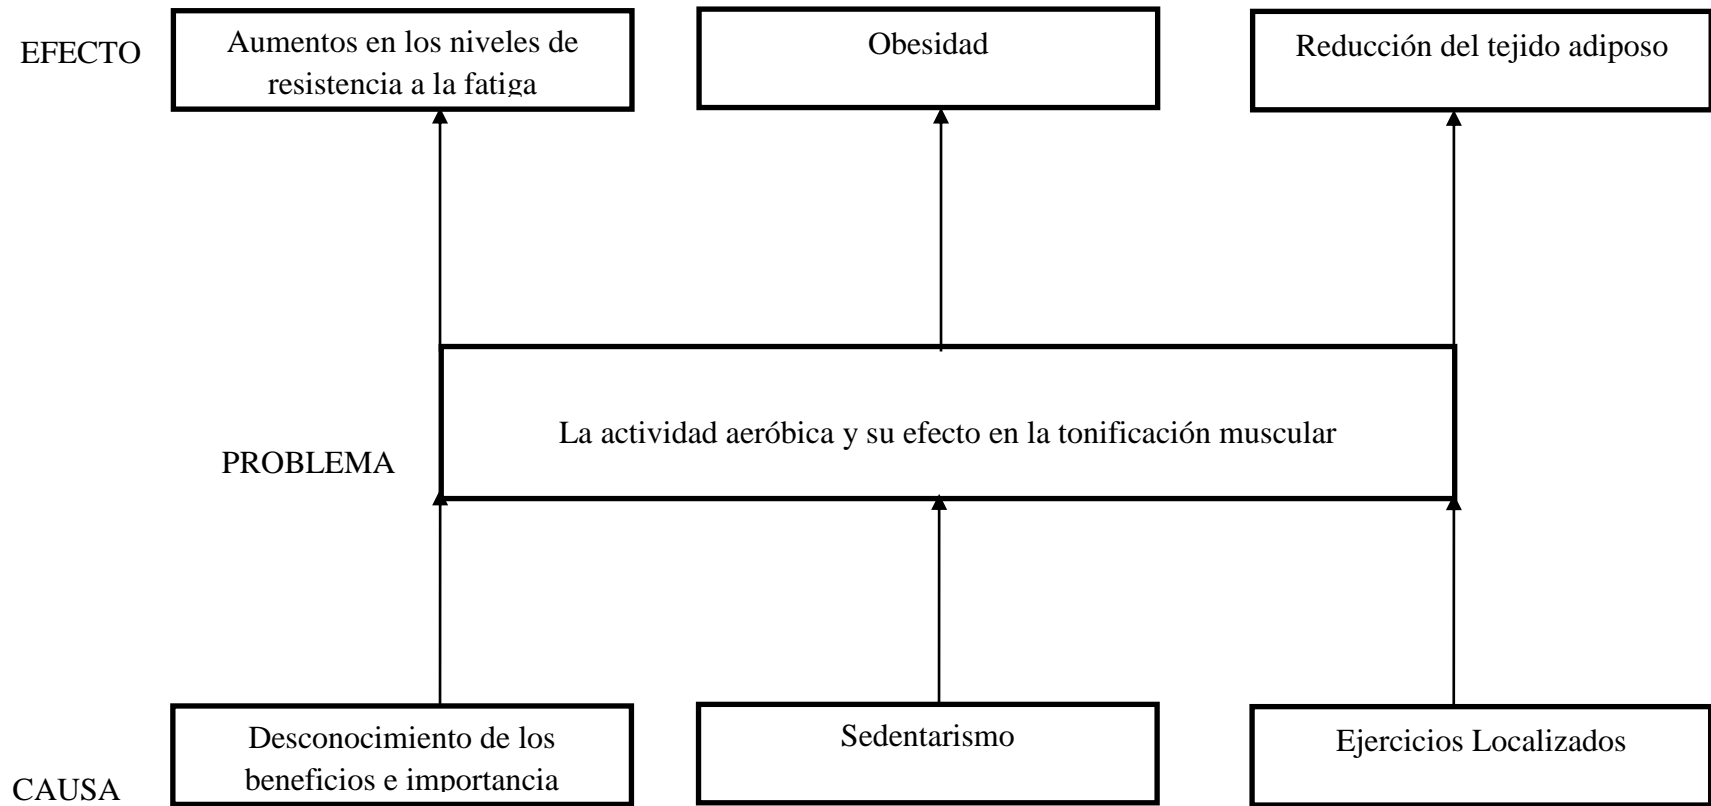 EFECTO
Aumentos en los niveles de
resistencia a la fatiga
Obesidad
Reducción del tejido adiposo
PROBLEMA
La actividad aeróbica y su efecto en la tonificación muscular
CAUSA
Desconocimiento de los
beneficios e importancia
Sedentarismo
Ejercicios Localizados